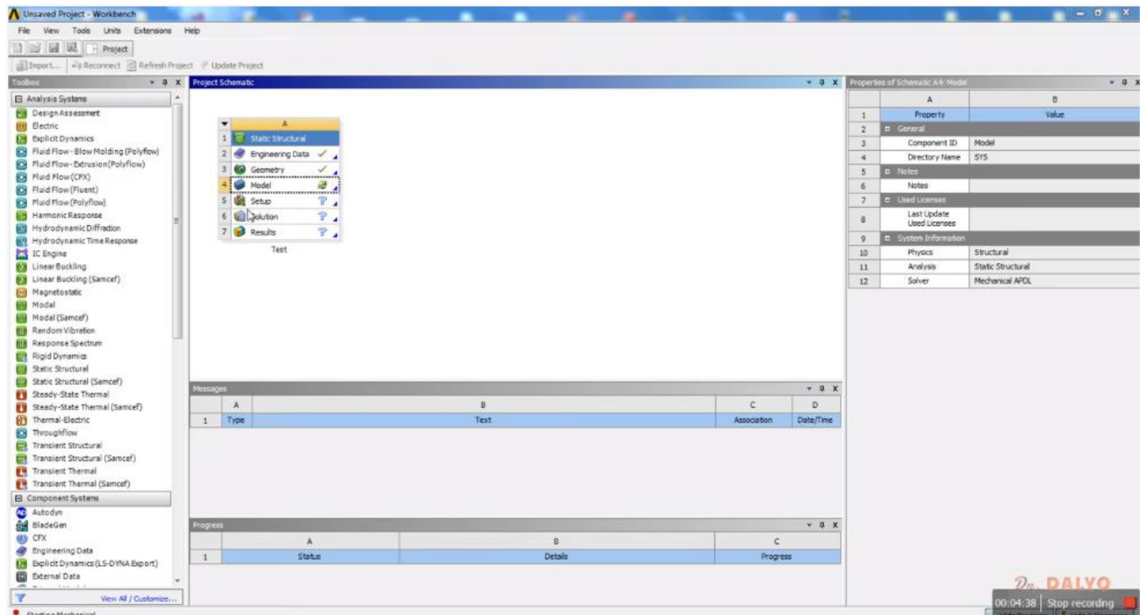 Unsaved Project - Workbench
File View Tools Units Extensions Help
Project
Import... Reconnect Refresh Project Update Project
Toolbox
Analysis Systems
Design Assessment
Electric
Explicit Dynamics
Fluid Flow - Blow Molding (Polyflow)
Fluid Flow - Extrusion (Polyflow)
Fluid Flow (CFX)
Fluid Flow (Fluent)
Fluid Flow (Polyflow)
Harmonic Response
Hydrodynamic Diffraction
Hydrodynamic Time Response
IC Engine
Linear Buckling
Linear Buckling (Samcef)
Magnetostatic
Modal
Modal (Samcef)
Random Vibration
Response Spectrum
Rigid Dynamics
Static Structural
Static Structural (Samcef)
Steady-State Thermal
Steady-State Thermal (Samcef)
Thermal-Electric
Throughflow
Transient Structural
Transient Structural (Samcef)
Transient Thermal
Transient Thermal (Samcef)
Component Systems
Autodyn
BladeGen
CFX
Engineering Data
Explicit Dynamics (LS-DYNA Export)
External Data
View All / Customize...
Starting Mechanical
Project Schematic
A
1 Static Structural
2 Engineering Data
3 Geometry
4 Model
5 Setup
6 Solution
7 Results
Test
Messages
A B C D
1 Type Text Association Date/Time
Progress
A B C
1 Status Details Progress
Properties of Schematic A4: Model
A B
1 Property Value
2 General
3 Component ID Model
4 Directory Name SYS
5 Notes
6 Notes
7 Used Licenses
8 Last Update Used Licenses
9 System Information
10 Physics Structural
11 Analysis Static Structural
12 Solver Mechanical APDL
Dr. DALYO
00:04:38 Stop recording